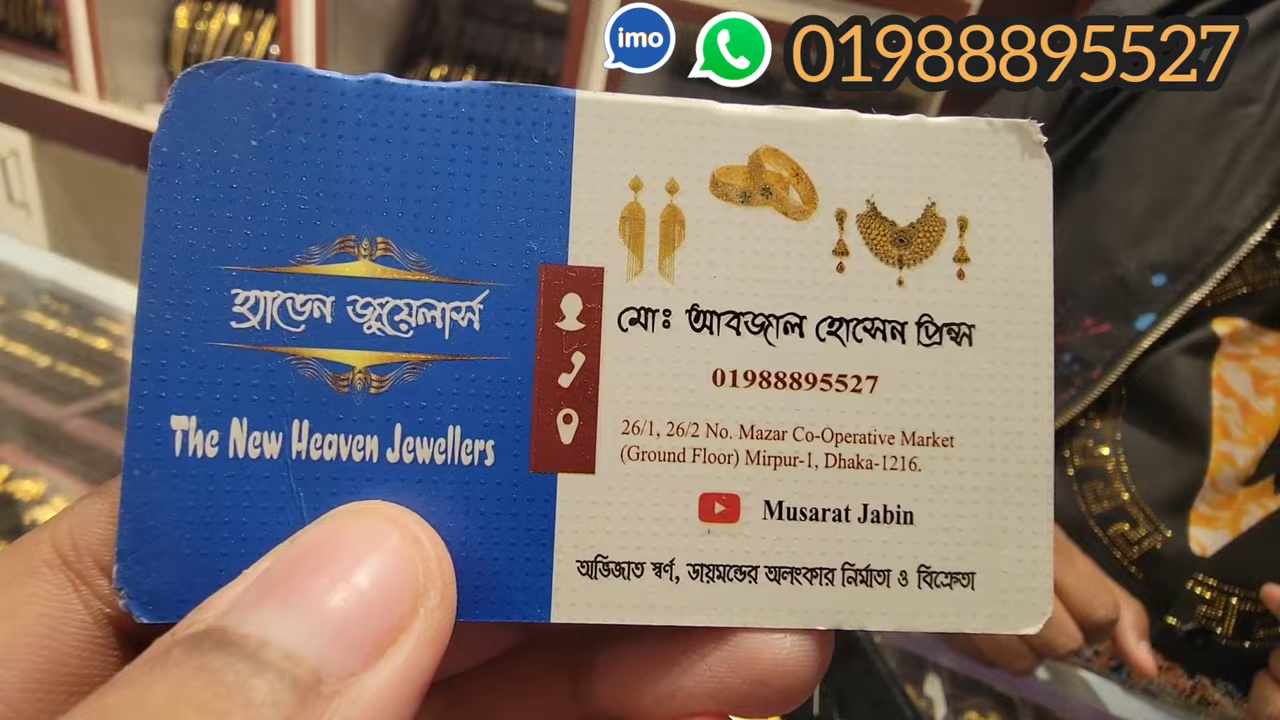 imo 01988895527
হ্যাভেন জুয়েলার্স
The New Heaven Jewellers
মোঃ আবজাল হোসেন প্রিন্স
01988895527
26/1, 26/2 No. Mazar Co-Operative Market
(Ground Floor) Mirpur-1, Dhaka-1216.
Musarat Jabin
অভিজাত স্বর্ণ, ডায়মন্ডের অলংকার নির্মাতা ও বিক্রেতা